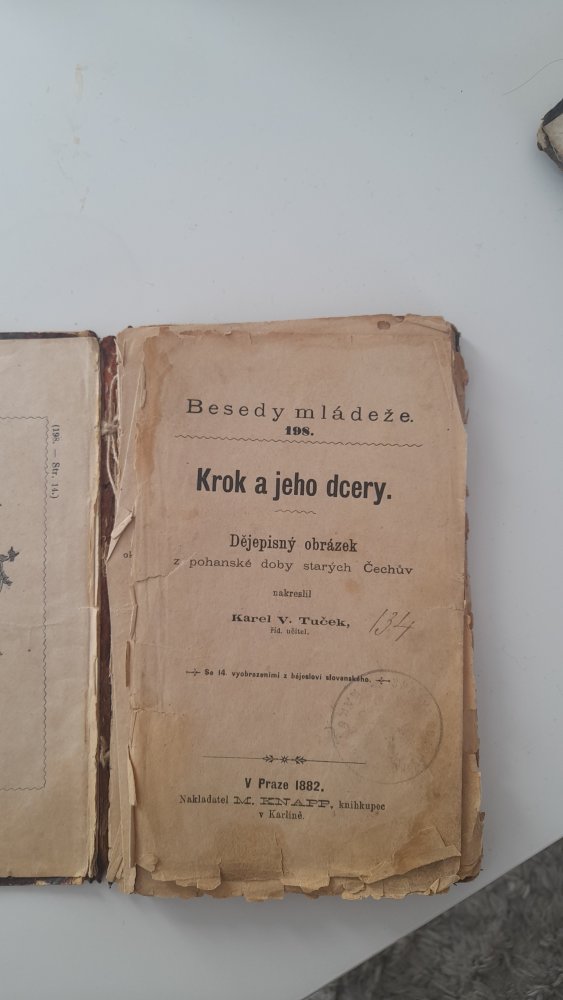 (198. — Str. 14.)
Besedy mládeže.
198.
Krok a jeho dcery.
Dějepisný obrázek
z pohanské doby starých Čechův
nakreslil
Karel V. Tuček,
říd. učitel.
134
Se 14. vyobrazeními z bájesloví slovanského.
V Praze 1882.
Nakladatel M. KNAPP, knihkupec
v Karlíně.